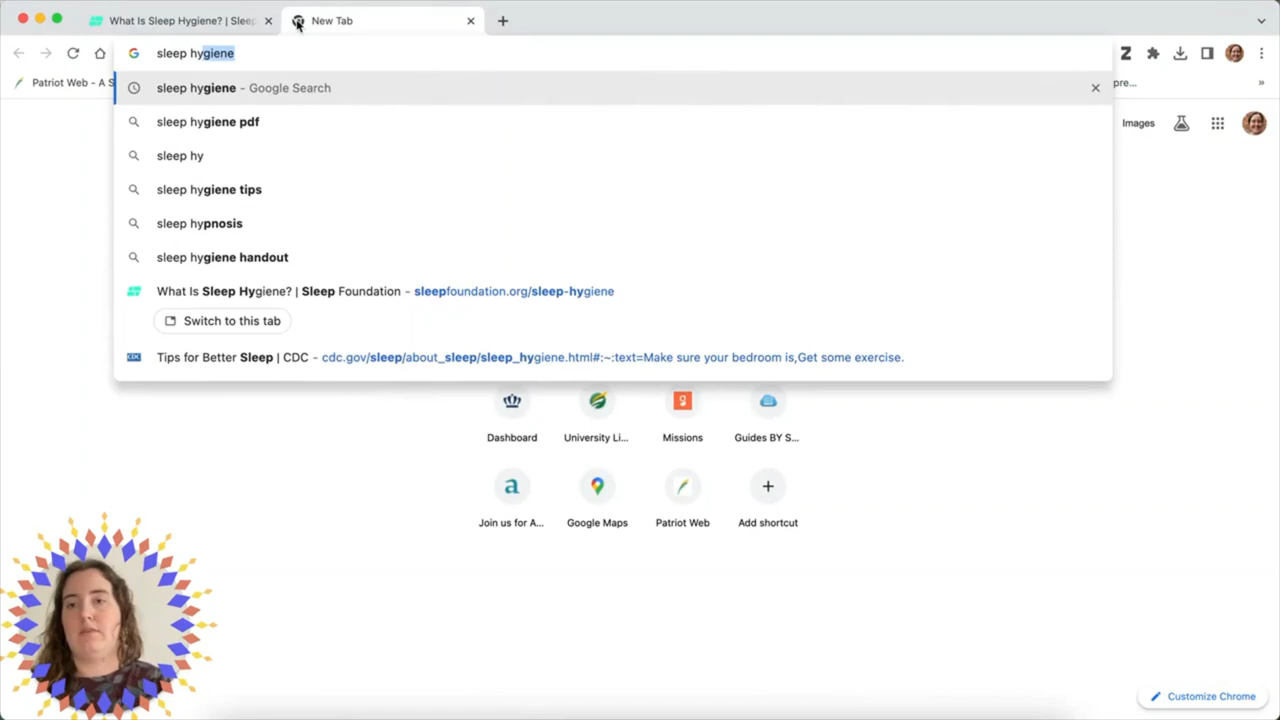 What Is Sleep Hygiene? | Sleep
New Tab
sleep hygiene
Patriot Web - A S
pre...
sleep hygiene - Google Search
sleep hygiene pdf
Images
sleep hy
sleep hygiene tips
sleep hypnosis
sleep hygiene handout
What Is Sleep Hygiene? | Sleep Foundation - sleepfoundation.org/sleep-hygiene
Switch to this tab
CDC Tips for Better Sleep | CDC - cdc.gov/sleep/about_sleep/sleep_hygiene.html#:~:text=Make sure your bedroom is,Get some exercise.
Dashboard
University Li...
Missions
Guides BY S...
Join us for A...
Google Maps
Patriot Web
Add shortcut
Customize Chrome